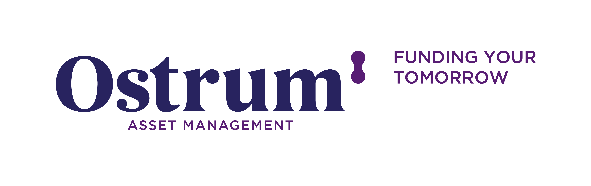 Ostrum
ASSET MANAGEMENT
FUNDING YOUR
TOMORROW